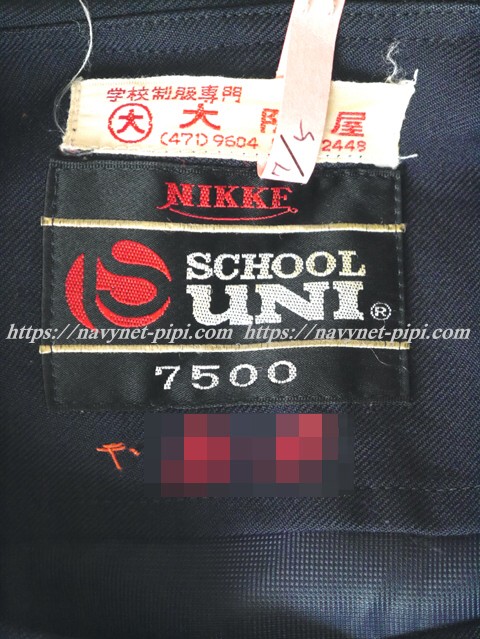 学校制服専門
大 大阪屋
(471)9604 2448
NIKKE
S SCHOOL
UNI®
https://navynet-pipi.com https://navynet-pipi.com
7500
T.